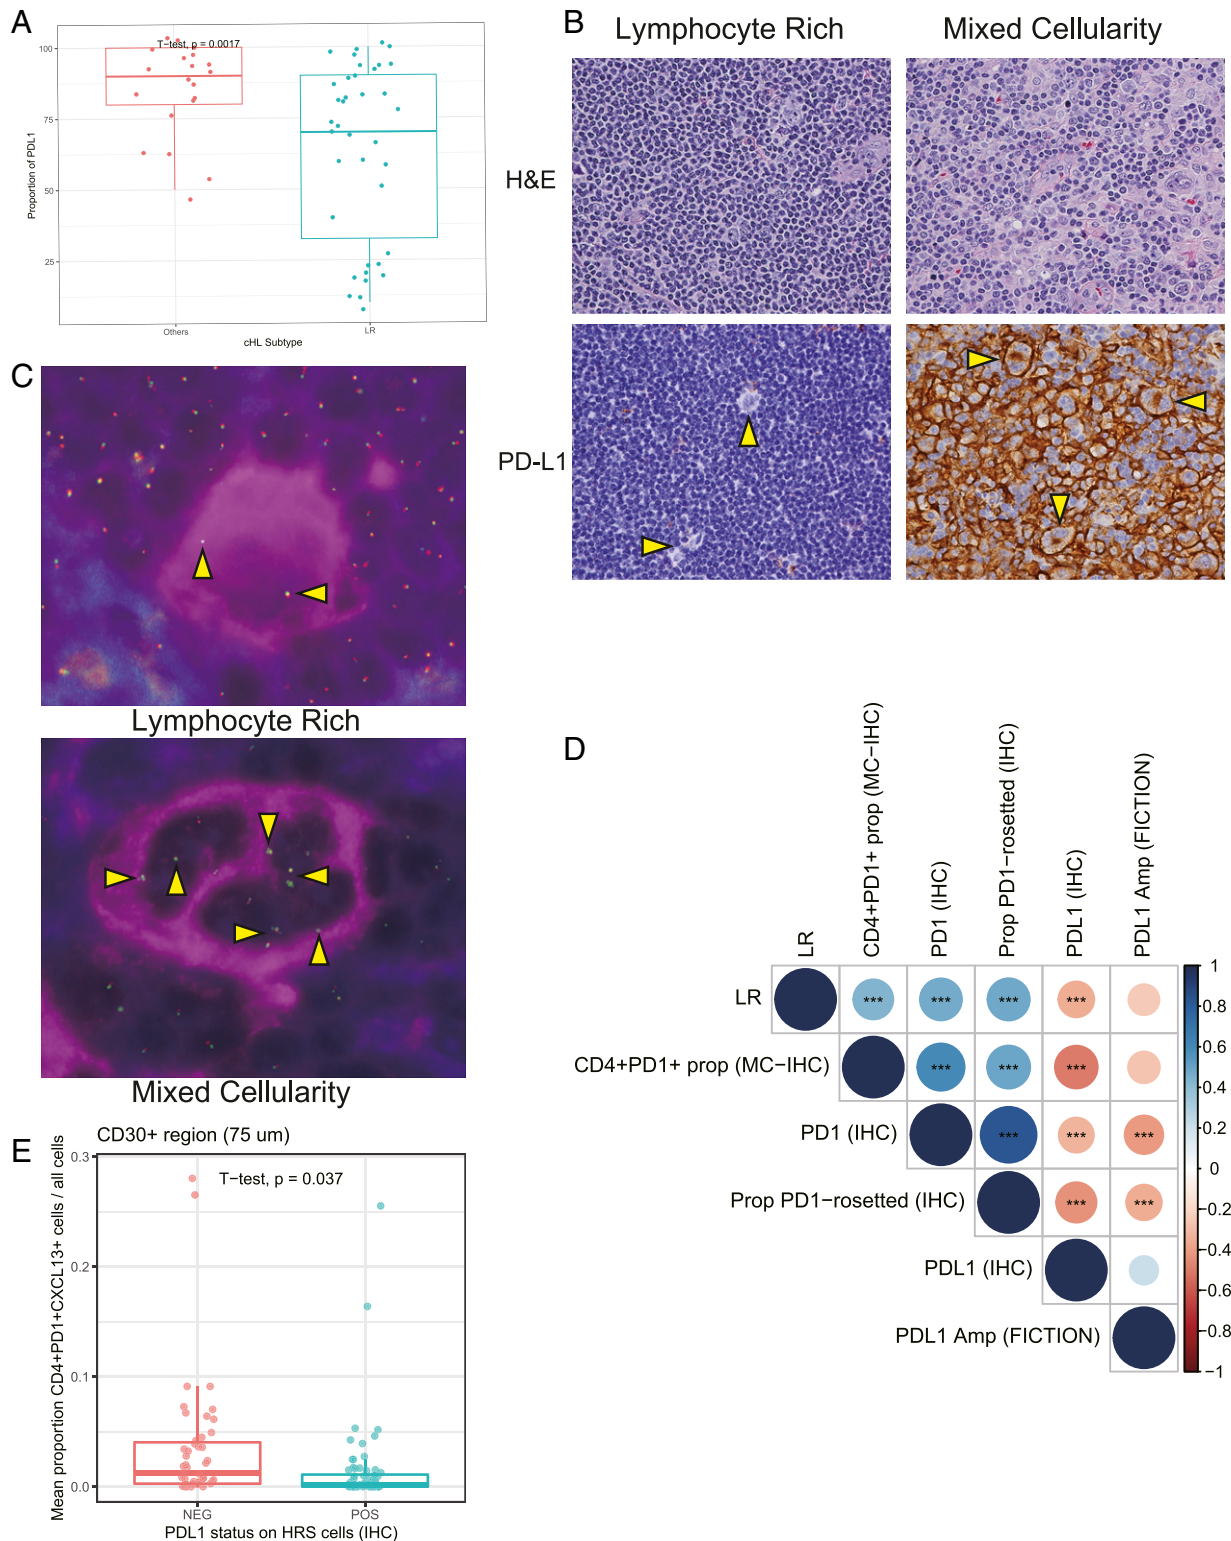 A
T-test, p = 0.0017
100
75
50
25
Proportion of PDL1
Others
LR
cHL Subtype
B
Lymphocyte Rich
Mixed Cellularity
H&E
PD-L1
C
Lymphocyte Rich
Mixed Cellularity
D
LR
CD4+PD1+ prop (MC-IHC)
PD1 (IHC)
Prop PD1-rosetted (IHC)
PDL1 (IHC)
PDL1 Amp (FICTION)
LR
*** *** *** ***
CD4+PD1+ prop (MC-IHC)
*** *** ***
PD1 (IHC)
*** *** ***
Prop PD1-rosetted (IHC)
*** ***
PDL1 (IHC)
PDL1 Amp (FICTION)
1
0.8
0.6
0.4
0.2
0
-0.2
-0.4
-0.6
-0.8
-1
E
CD30+ region (75 um)
T-test, p = 0.037
0.3
0.2
0.1
0.0
Mean proportion CD4+PD1+CXCL13+ cells / all cells
NEG
POS
PDL1 status on HRS cells (IHC)